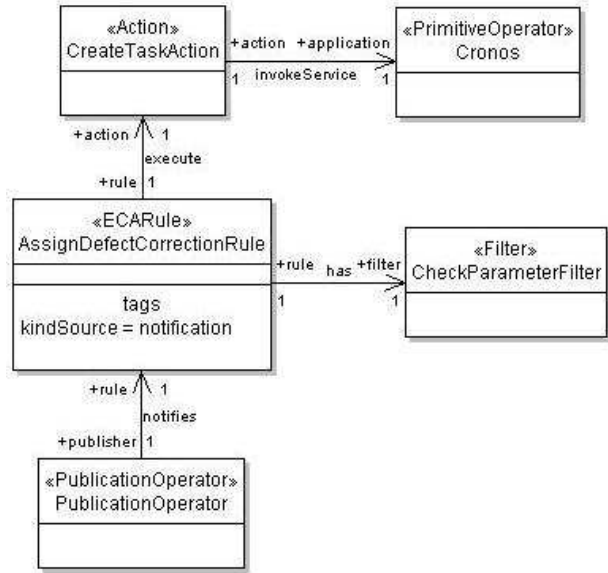 «Action»
CreateTaskAction
+action +application
1 invokeService 1
«PrimitiveOperator»
Cronos
+action 1
execute
+rule 1
«ECARule»
AssignDefectCorrectionRule
tags
kindSource = notification
+rule has +filter
1 1
«Filter»
CheckParameterFilter
+rule 1
notifies
+publisher 1
«PublicationOperator»
PublicationOperator